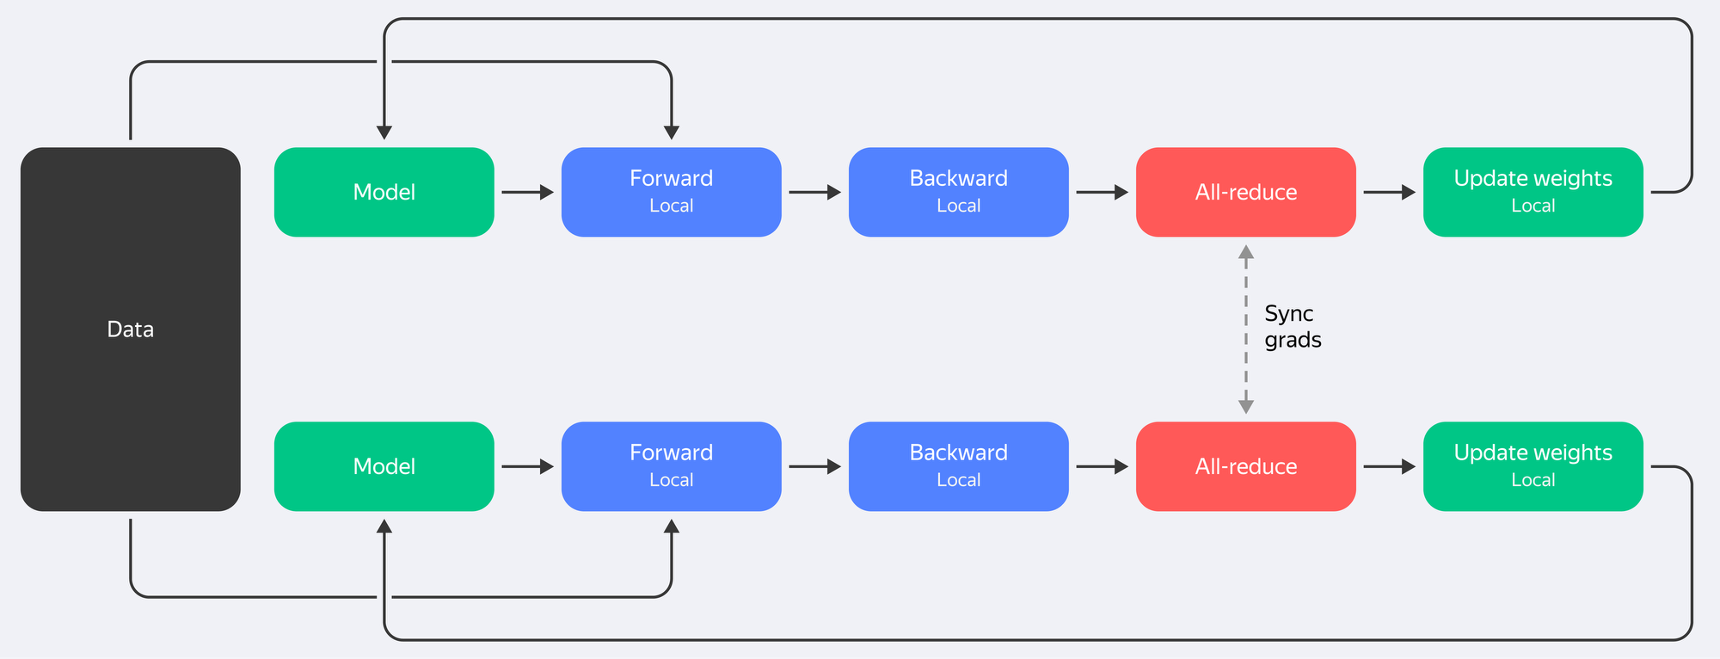 Data
Model
Forward
Local
Backward
Local
All-reduce
Update weights
Local
Sync
grads
Model
Forward
Local
Backward
Local
All-reduce
Update weights
Local